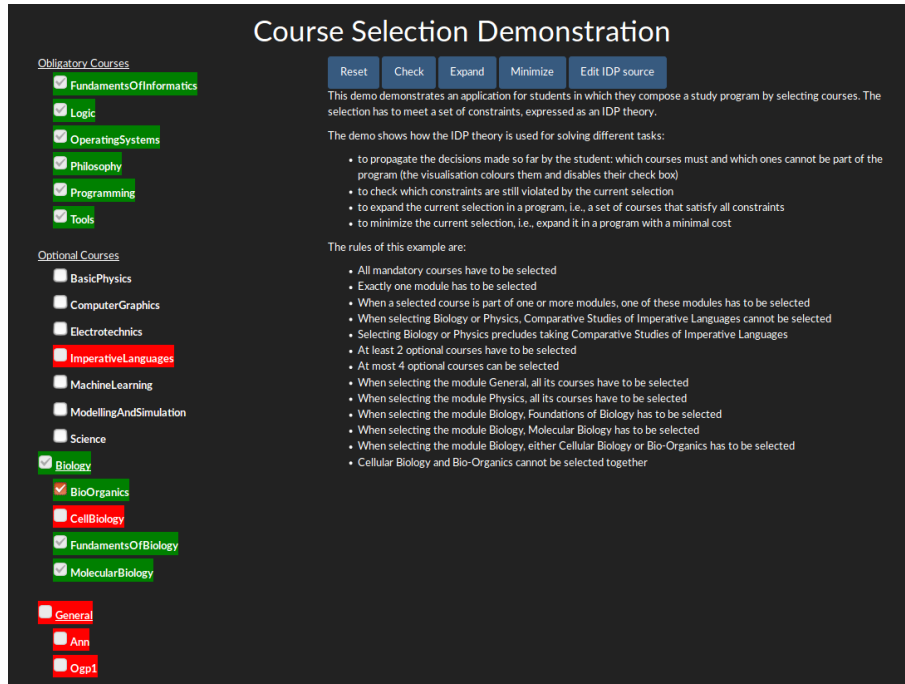 Course Selection Demonstration
Obligatory Courses
FundamentsOfInformatics
Logic
OperatingSystems
Philosophy
Programming
Tools
Optional Courses
BasicPhysics
ComputerGraphics
Electrotechnics
ImperativeLanguages
MachineLearning
ModellingAndSimulation
Science
Biology
BioOrganics
CellBiology
FundamentsOfBiology
MolecularBiology
General
Ann
Ogp1
Reset Check Expand Minimize Edit IDP source
This demo demonstrates an application for students in which they compose a study program by selecting courses. The
selection has to meet a set of constraints, expressed as an IDP theory.
The demo shows how the IDP theory is used for solving different tasks:
• to propagate the decisions made so far by the student: which courses must and which ones cannot be part of the
program (the visualisation colours them and disables their check box)
• to check which constraints are still violated by the current selection
• to expand the current selection in a program, i.e., a set of courses that satisfy all constraints
• to minimize the current selection, i.e., expand it in a program with a minimal cost
The rules of this example are:
• All mandatory courses have to be selected
• Exactly one module has to be selected
• When a selected course is part of one or more modules, one of these modules has to be selected
• When selecting Biology or Physics, Comparative Studies of Imperative Languages cannot be selected
• Selecting Biology or Physics precludes taking Comparative Studies of Imperative Languages
• At least 2 optional courses have to be selected
• At most 4 optional courses can be selected
• When selecting the module General, all its courses have to be selected
• When selecting the module Physics, all its courses have to be selected
• When selecting the module Biology, Foundations of Biology has to be selected
• When selecting the module Biology, Molecular Biology has to be selected
• When selecting the module Biology, either Cellular Biology or Bio-Organics has to be selected
• Cellular Biology and Bio-Organics cannot be selected together